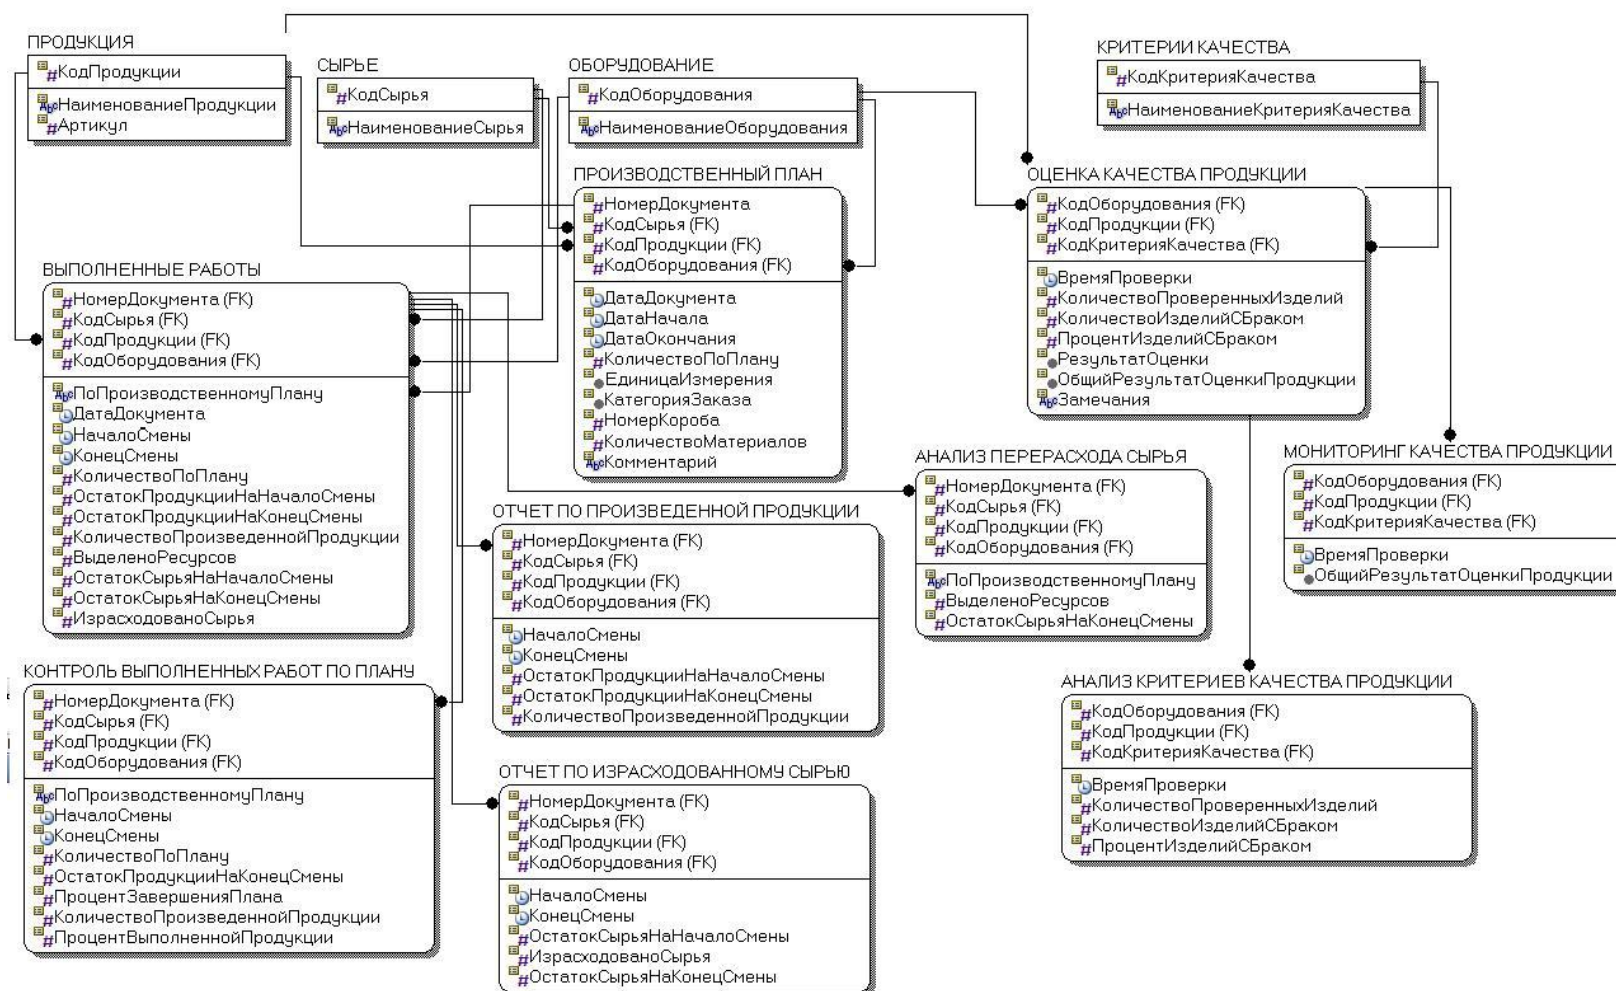 ПРОДУКЦИЯ
#КодПродукции
НаименованиеПродукции
#Артикул
СЫРЬЕ
#КодСырья
НаименованиеСырья
ОБОРУДОВАНИЕ
#КодОборудования
НаименованиеОборудования
КРИТЕРИИ КАЧЕСТВА
#КодКритерияКачества
НаименованиеКритерияКачества
ПРОИЗВОДСТВЕННЫЙ ПЛАН
#НомерДокумента
#КодСырья (FK)
#КодПродукции (FK)
#КодОборудования (FK)
ДатаДокумента
ДатаНачала
ДатаОкончания
#КоличествоПоПлану
ЕдиницаИзмерения
КатегорияЗаказа
#НомерКороба
#КоличествоМатериалов
Комментарий
ОЦЕНКА КАЧЕСТВА ПРОДУКЦИИ
#КодОборудования (FK)
#КодПродукции (FK)
#КодКритерияКачества (FK)
ВремяПроверки
#КоличествоПроверенныхИзделий
#КоличествоИзделийСБраком
#ПроцентИзделийСБраком
РезультатОценки
ОбщийРезультатОценкиПродукции
Замечания
ВЫПОЛНЕННЫЕ РАБОТЫ
#НомерДокумента (FK)
#КодСырья (FK)
#КодПродукции (FK)
#КодОборудования (FK)
ПоПроизводственномуПлану
ДатаДокумента
НачалоСмены
КонецСмены
#КоличествоПоПлану
#ОстатокПродукцииНаНачалоСмены
#ОстатокПродукцииНаКонецСмены
#КоличествоПроизведеннойПродукции
#ВыделеноРесурсов
#ОстатокСырьяНаНачалоСмены
#ОстатокСырьяНаКонецСмены
#ИзрасходованоСырья
АНАЛИЗ ПЕРЕРАСХОДА СЫРЬЯ
#НомерДокумента (FK)
#КодСырья (FK)
#КодПродукции (FK)
#КодОборудования (FK)
ПоПроизводственномуПлану
#ВыделеноРесурсов
#ОстатокСырьяНаКонецСмены
МОНИТОРИНГ КАЧЕСТВА ПРОДУКЦИИ
#КодОборудования (FK)
#КодПродукции (FK)
#КодКритерияКачества (FK)
ВремяПроверки
ОбщийРезультатОценкиПродукции
ОТЧЕТ ПО ПРОИЗВЕДЕННОЙ ПРОДУКЦИИ
#НомерДокумента (FK)
#КодСырья (FK)
#КодПродукции (FK)
#КодОборудования (FK)
НачалоСмены
КонецСмены
#ОстатокПродукцииНаНачалоСмены
#ОстатокПродукцииНаКонецСмены
#КоличествоПроизведеннойПродукции
КОНТРОЛЬ ВЫПОЛНЕННЫХ РАБОТ ПО ПЛАНУ
#НомерДокумента (FK)
#КодСырья (FK)
#КодПродукции (FK)
#КодОборудования (FK)
ПоПроизводственномуПлану
НачалоСмены
КонецСмены
#КоличествоПоПлану
#ОстатокПродукцииНаКонецСмены
#ПроцентЗавершенияПлана
#КоличествоПроизведеннойПродукции
#ПроцентВыполненнойПродукции
ОТЧЕТ ПО ИЗРАСХОДОВАННОМУ СЫРЬЮ
#НомерДокумента (FK)
#КодСырья (FK)
#КодПродукции (FK)
#КодОборудования (FK)
НачалоСмены
КонецСмены
#ОстатокСырьяНаНачалоСмены
#ИзрасходованоСырья
#ОстатокСырьяНаКонецСмены
АНАЛИЗ КРИТЕРИЕВ КАЧЕСТВА ПРОДУКЦИИ
#КодОборудования (FK)
#КодПродукции (FK)
#КодКритерияКачества (FK)
ВремяПроверки
#КоличествоПроверенныхИзделий
#КоличествоИзделийСБраком
#ПроцентИзделийСБраком